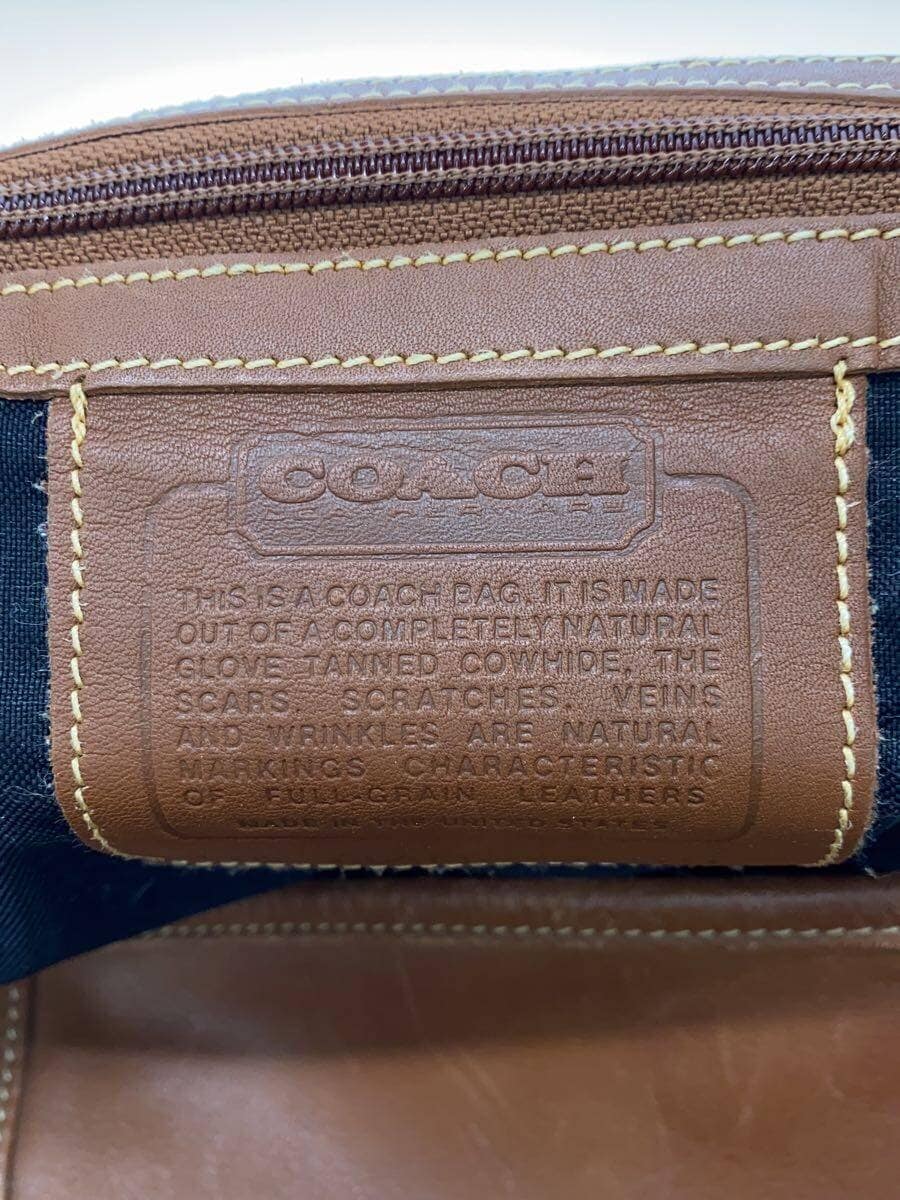 COACH
LEATHERWARE
THIS IS A COACH BAG. IT IS MADE
OUT OF A COMPLETELY NATURAL
GLOVE TANNED COWHIDE, THE
SCARS, SCRATCHES, VEINS
AND WRINKLES ARE NATURAL
MARKINGS CHARACTERISTIC
OF FULL-GRAIN LEATHERS
MADE IN THE UNITED STATES